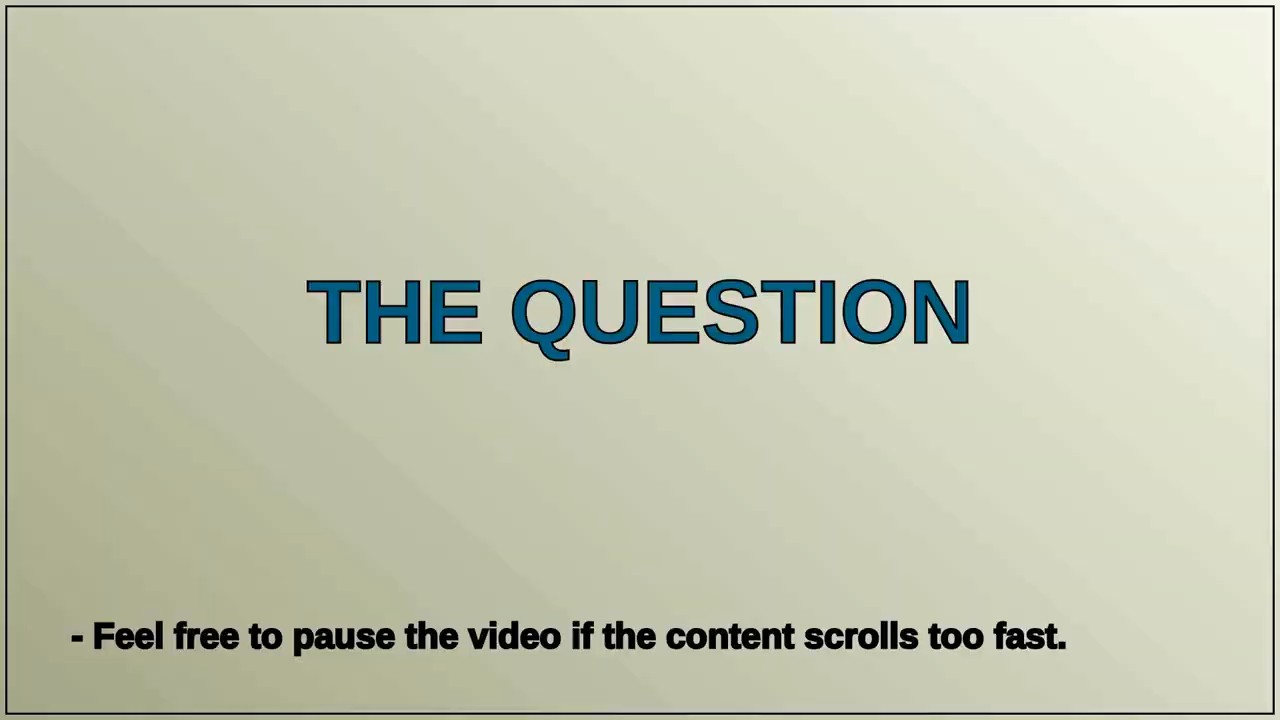 THE QUESTION
- Feel free to pause the video if the content scrolls too fast.